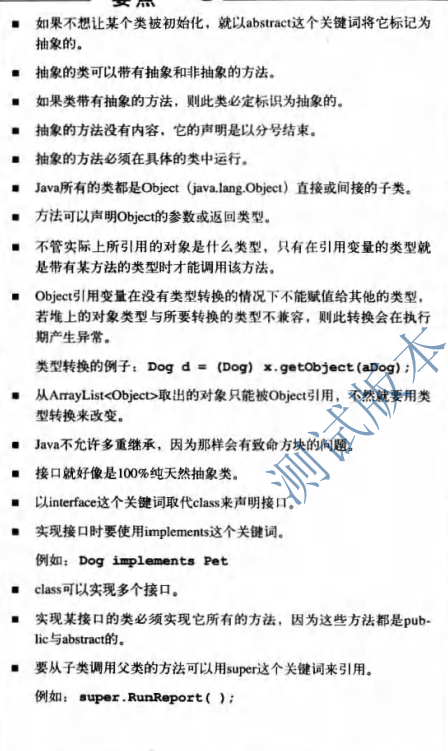 要点
■ 如果不想让某个类被初始化，就以abstract这个关键词将它标记为
抽象的。
■ 抽象的类可以带有抽象和非抽象的方法。
■ 如果类带有抽象的方法，则此类必定标识为抽象的。
■ 抽象的方法没有内容，它的声明是以分号结束。
■ 抽象的方法必须在具体的类中运行。
■ Java所有的类都是Object（java.lang.Object）直接或间接的子类。
■ 方法可以声明Object的参数或返回类型。
■ 不管实际上所引用的对象是什么类型，只有在引用变量的类型就
是带有某方法的类型时才能调用该方法。
■ Object引用变量在没有类型转换的情况下不能赋值给其他的类型，
若堆上的对象类型与所要转换的类型不兼容，则此转换会在执行
期产生异常。
类型转换的例子：Dog d = (Dog) x.getObject(aDog);
■ 从ArrayList<Object>取出的对象只能被Object引用，不然就要用类
型转换来改变。
■ Java不允许多重继承，因为那样会有致命方块的问题。
■ 接口就好像是100%纯天然抽象类。
■ 以interface这个关键词取代class来声明接口。
■ 实现接口时要使用implements这个关键词。
例如：Dog implements Pet
■ class可以实现多个接口。
■ 实现某接口的类必须实现它所有的方法，因为这些方法都是pub-
lic与abstract的。
■ 要从子类调用父类的方法可以用super这个关键词来引用。
例如：super.RunReport( );
测试版本